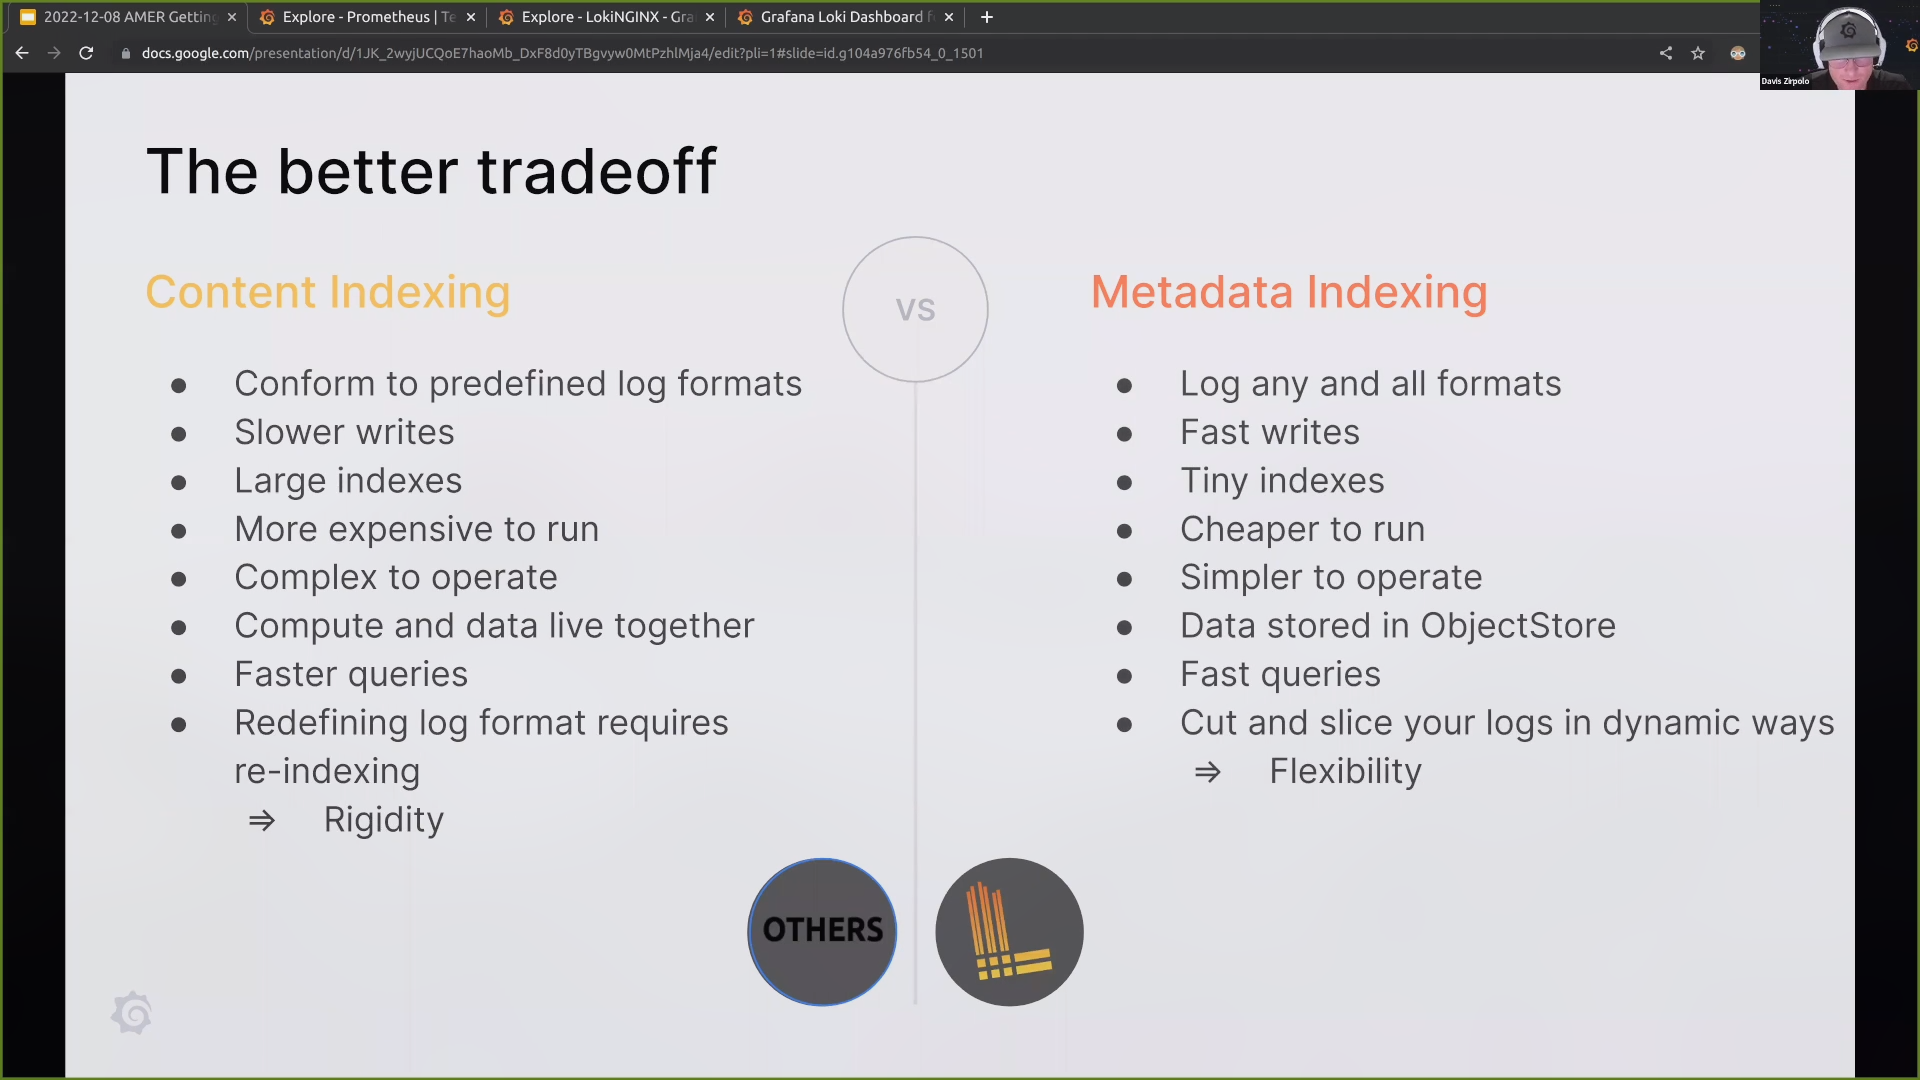 2022-12-08 AMER Getting
Explore - Prometheus | Te
Explore - LokiNGINX - Gra
Grafana Loki Dashboard f
docs.google.com/presentation/d/1JK_2wyjUCQoE7haoMb_DxF8d0yTBgvyw0MtPzhlMja4/edit?pli=1#slide=id.g104a976fb54_0_1501
Davis Zirpolo
The better tradeoff
Content Indexing
VS
Metadata Indexing
● Conform to predefined log formats
● Slower writes
● Large indexes
● More expensive to run
● Complex to operate
● Compute and data live together
● Faster queries
● Redefining log format requires
re-indexing
⇒ Rigidity
● Log any and all formats
● Fast writes
● Tiny indexes
● Cheaper to run
● Simpler to operate
● Data stored in ObjectStore
● Fast queries
● Cut and slice your logs in dynamic ways
⇒ Flexibility
OTHERS